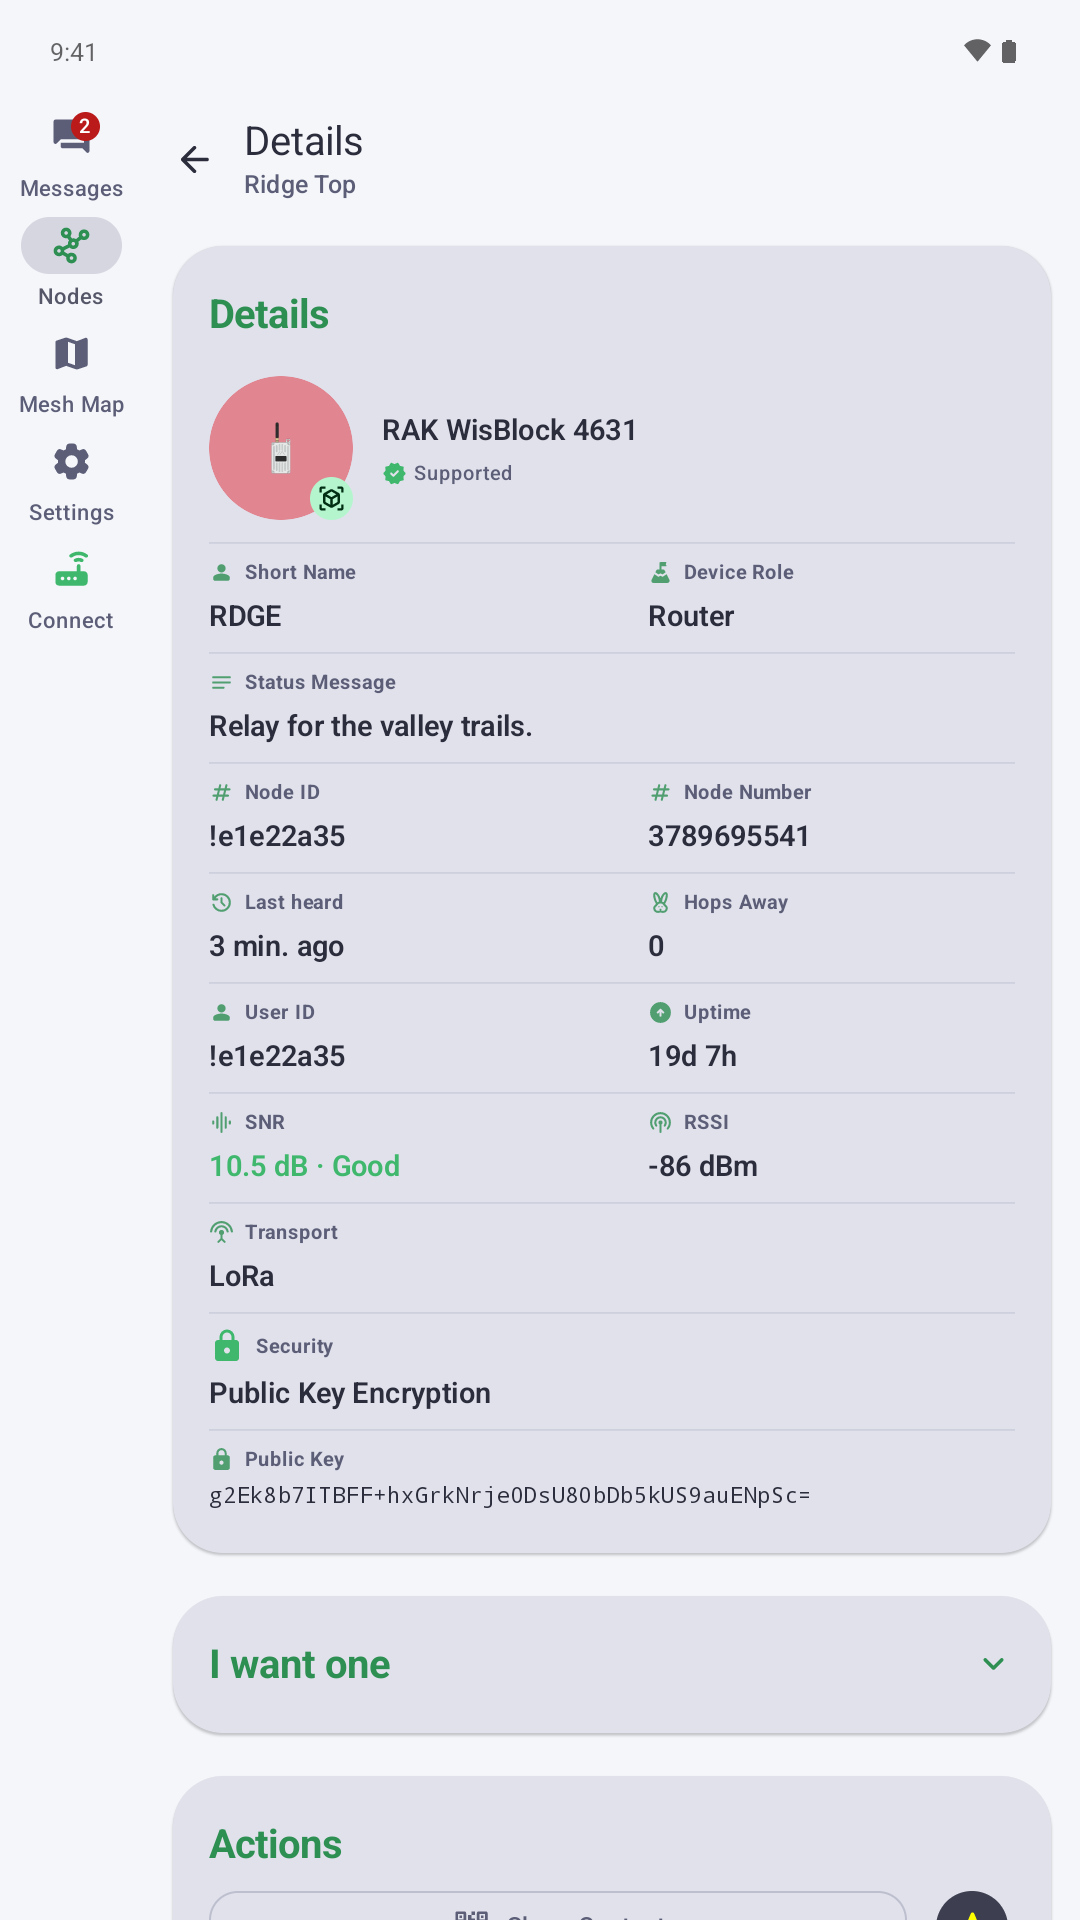 9:41
2
Messages
Nodes
Mesh Map
Settings
Connect
Details
Ridge Top
Details
RAK WisBlock 4631
Supported
Short Name
RDGE
Device Role
Router
Status Message
Relay for the valley trails.
Node ID
!e1e22a35
Node Number
3789695541
Last heard
3 min. ago
Hops Away
0
User ID
!e1e22a35
Uptime
19d 7h
SNR
10.5 dB · Good
RSSI
-86 dBm
Transport
LoRa
Security
Public Key Encryption
Public Key
g2Ek8b7ITBFF+hxGrkNrjeODsU8ObDb5kUS9auENpSc=
I want one
Actions